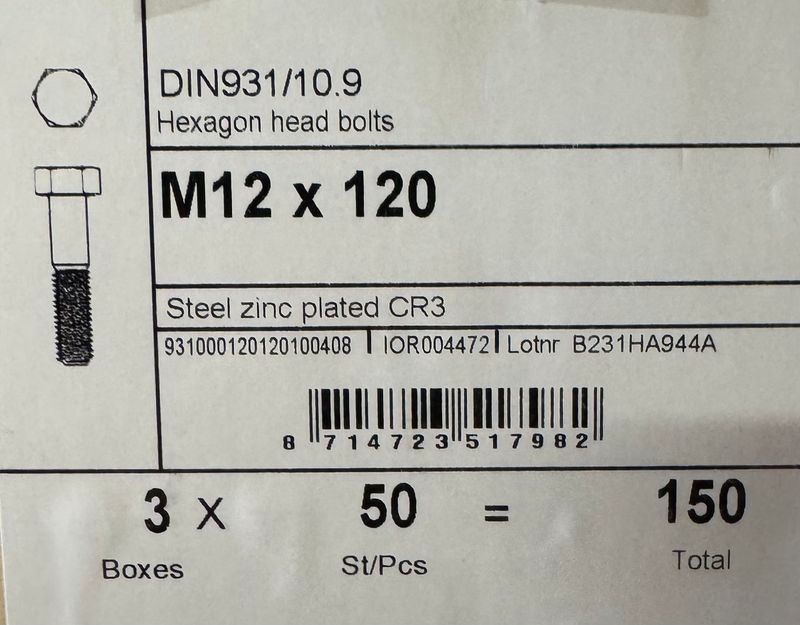 DIN931/10.9
Hexagon head bolts
M12 x 120
Steel zinc plated CR3
931000120120100408 IOR004472 Lotnr B231HA944A
8 714723 517982
3 X 50 = 150
Boxes St/Pcs Total